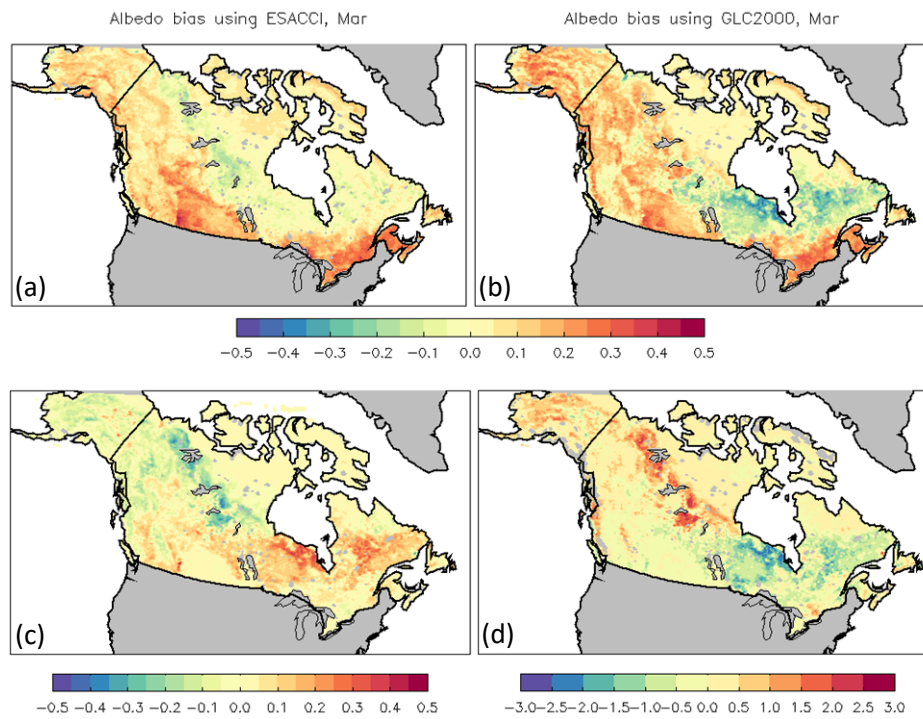 Albedo bias using ESACCI, Mar
Albedo bias using GLC2000, Mar
(a)
(b)
−0.5 −0.4 −0.3 −0.2 −0.1 0.0 0.1 0.2 0.3 0.4 0.5
(c)
(d)
−0.5 −0.4 −0.3 −0.2 −0.1 0.0 0.1 0.2 0.3 0.4 0.5
−3.0 −2.5 −2.0 −1.5 −1.0 −0.5 0.0 0.5 1.0 1.5 2.0 2.5 3.0